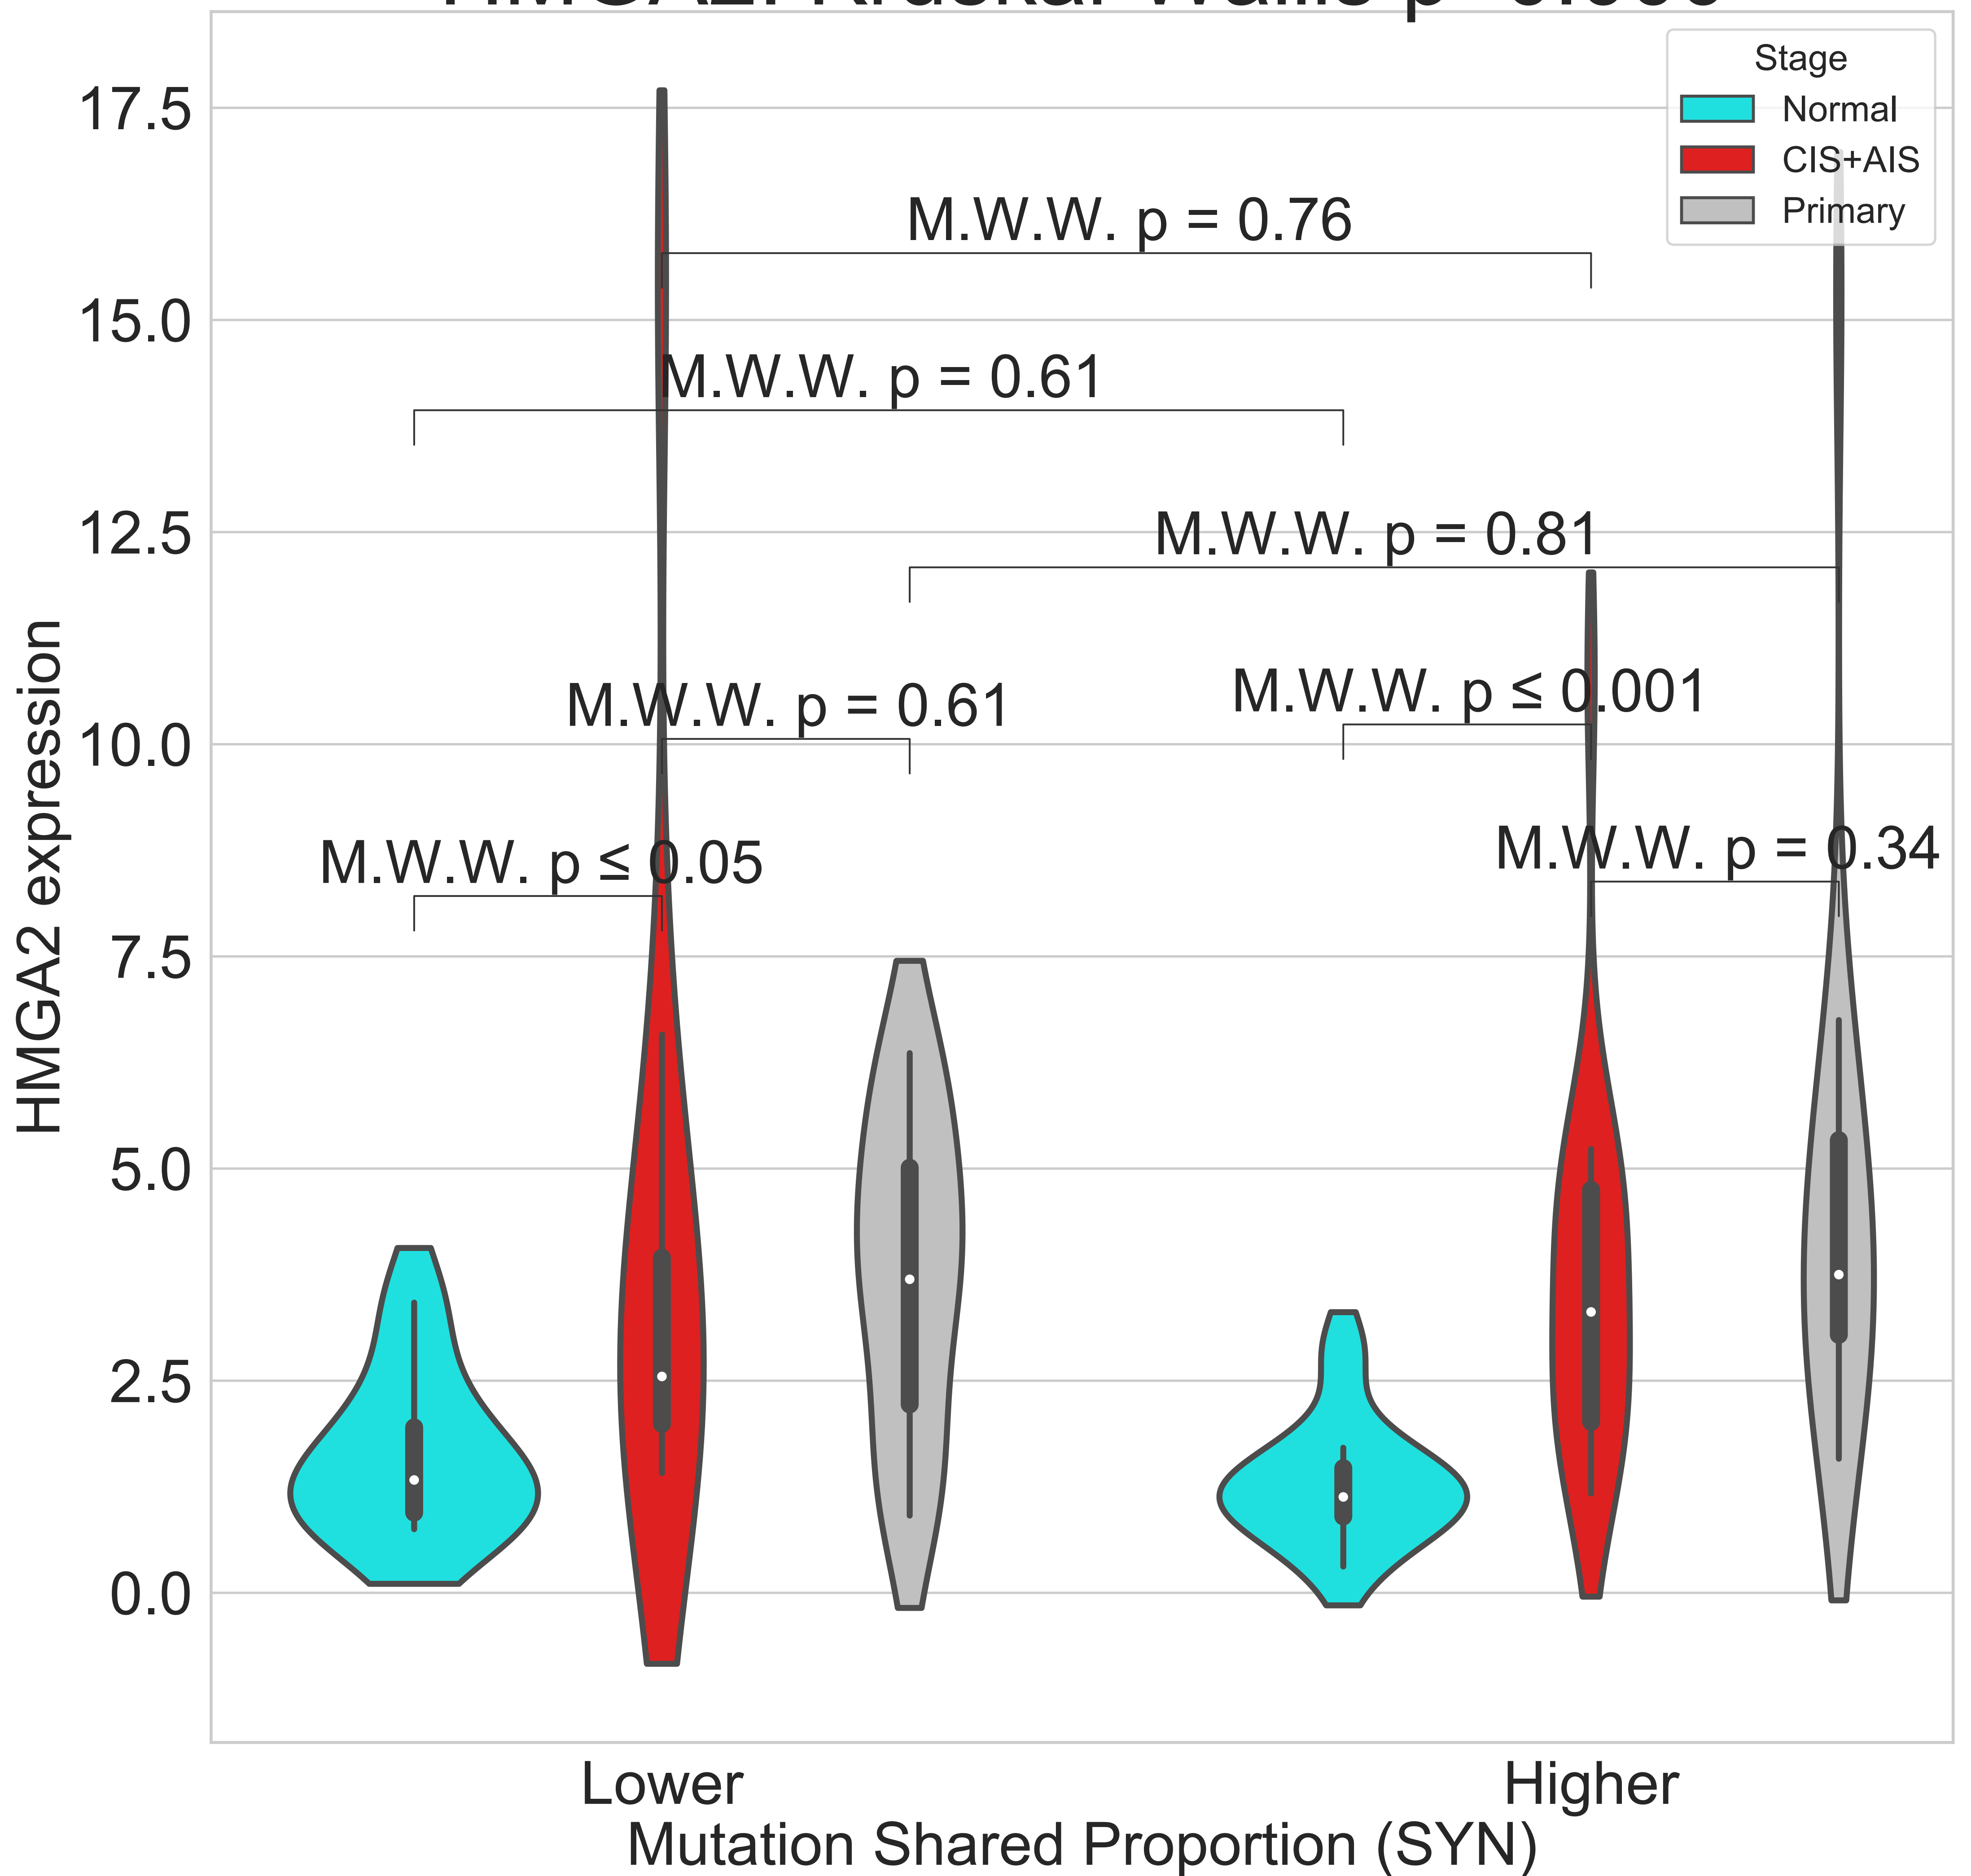 Stage
Normal
CIS+AIS
Primary
17.5
15.0
12.5
10.0
7.5
5.0
2.5
0.0
HMGA2 expression
M.W.W. p = 0.76
M.W.W. p = 0.61
M.W.W. p = 0.81
M.W.W. p = 0.61
M.W.W. p ≤ 0.001
M.W.W. p ≤ 0.05
M.W.W. p = 0.34
Lower
Higher
Mutation Shared Proportion (SYN)